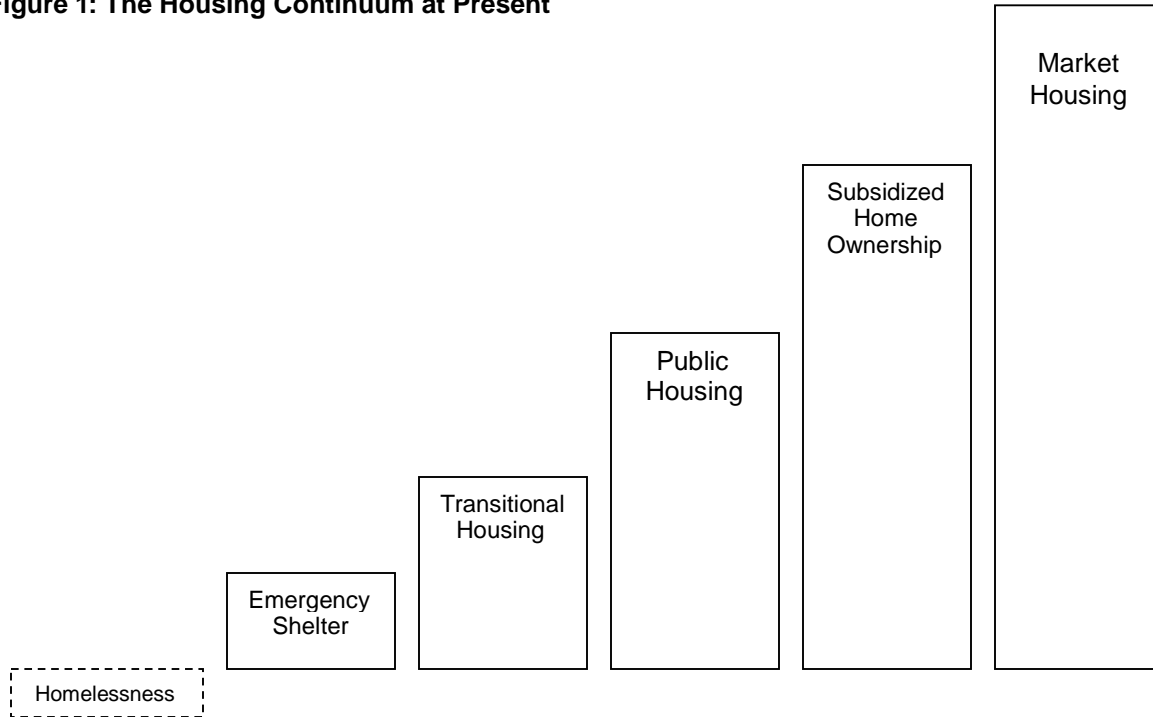 Figure 1: The Housing Continuum at Present
Market
Housing
Subsidized
Home
Ownership
Public
Housing
Transitional
Housing
Emergency
Shelter
Homelessness